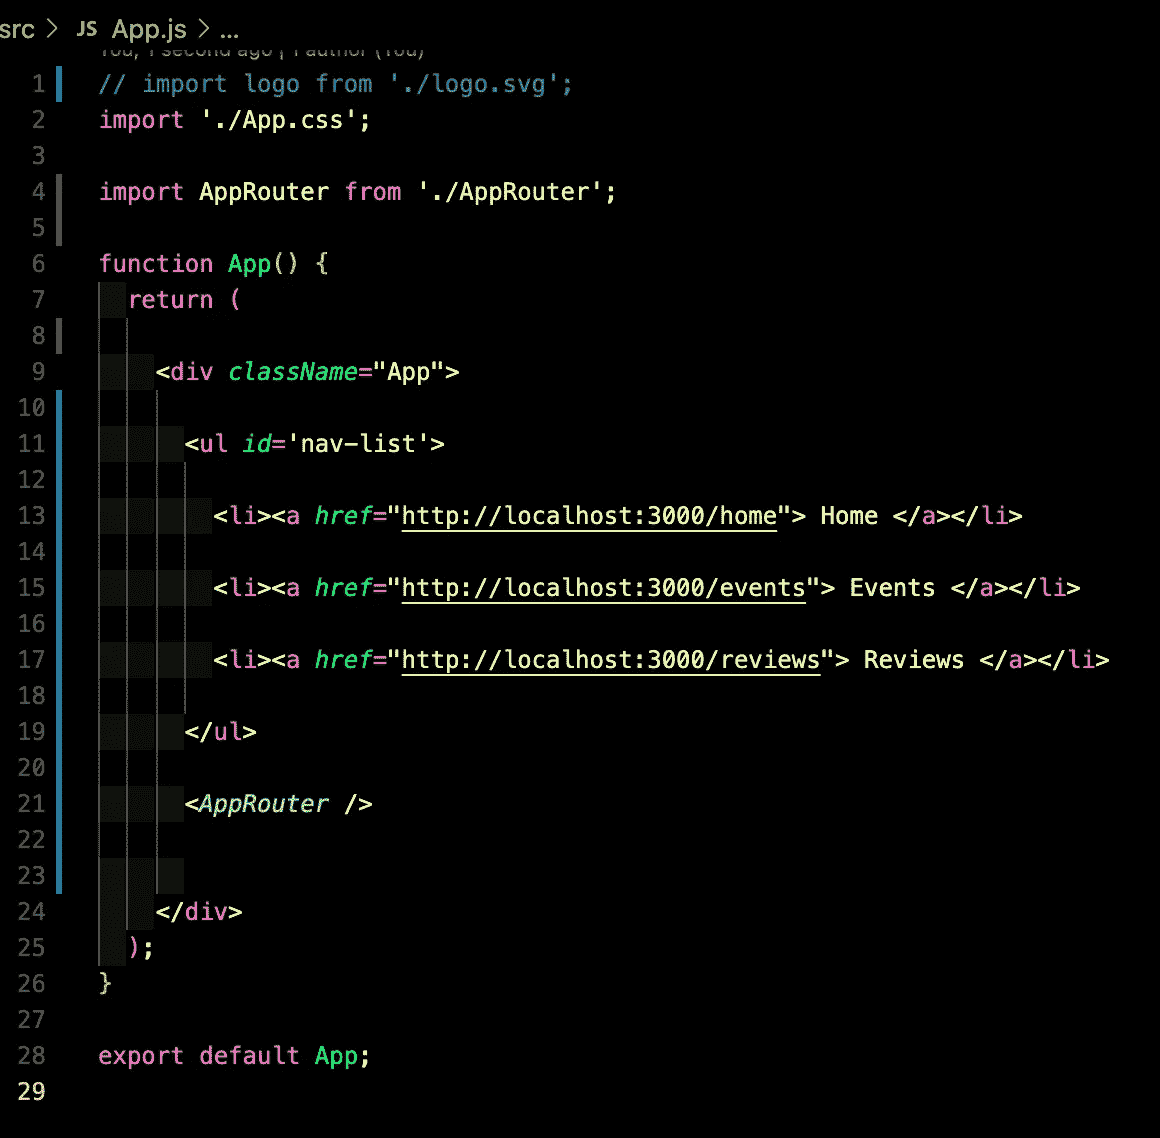 src > JS App.js > ...
You, 1 second ago | 1 author (You)
1 // import logo from './logo.svg';
2 import './App.css';
3
4 import AppRouter from './AppRouter';
5
6 function App() {
7 return (
8
9 <div className="App">
10
11 <ul id='nav-list'>
12
13 <li><a href="http://localhost:3000/home"> Home </a></li>
14
15 <li><a href="http://localhost:3000/events"> Events </a></li>
16
17 <li><a href="http://localhost:3000/reviews"> Reviews </a></li>
18
19 </ul>
20
21 <AppRouter />
22
23
24 </div>
25 );
26 }
27
28 export default App;
29